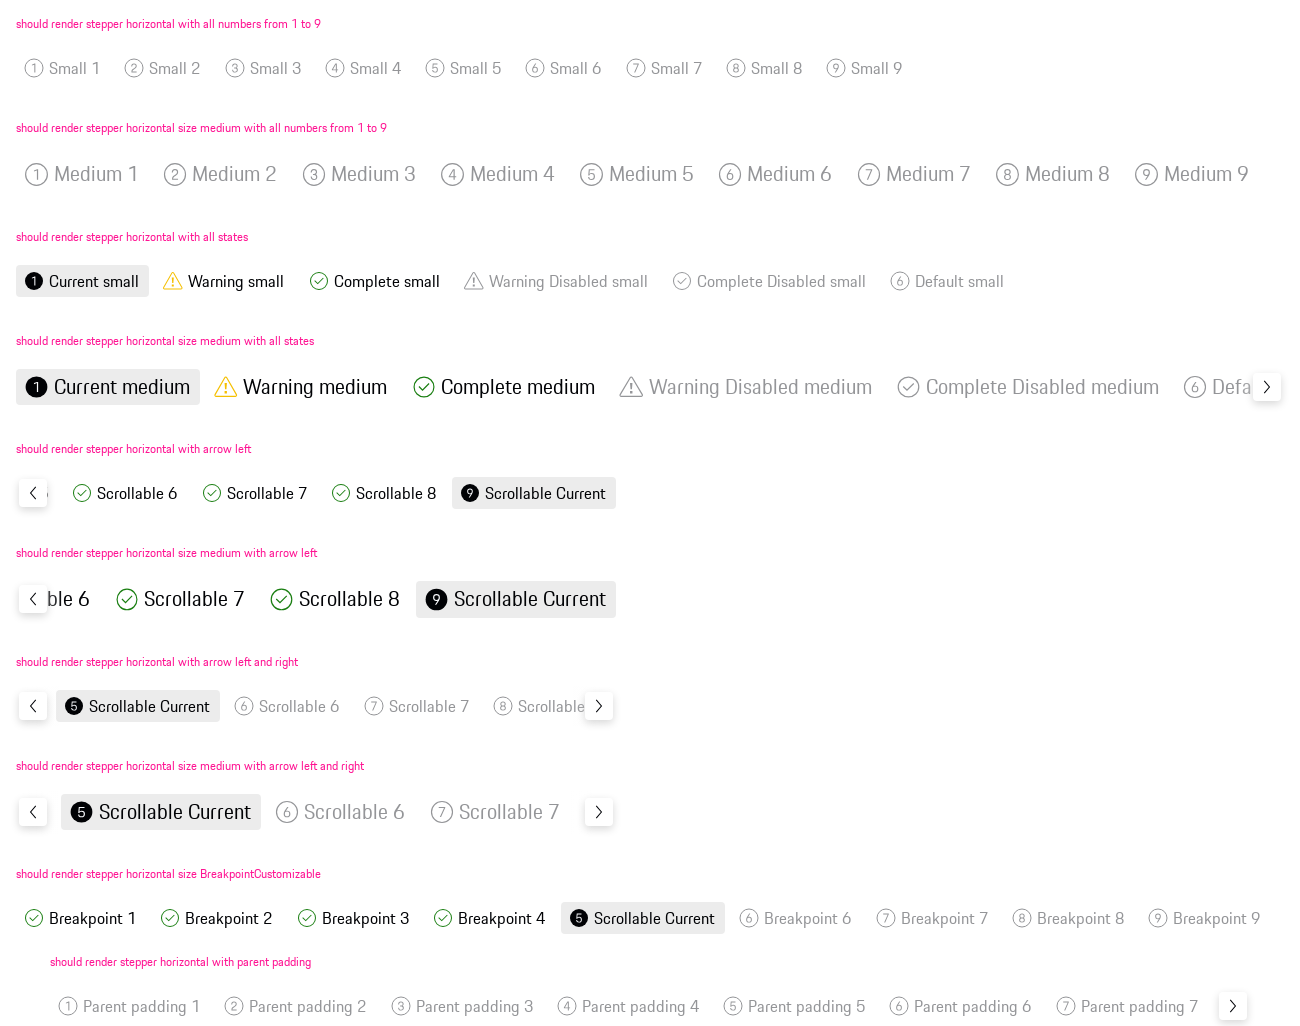 should render stepper horizontal with all numbers from 1 to 9
1 Small 1 2 Small 2 3 Small 3 4 Small 4 5 Small 5 6 Small 6 7 Small 7 8 Small 8 9 Small 9
should render stepper horizontal size medium with all numbers from 1 to 9
1 Medium 1 2 Medium 2 3 Medium 3 4 Medium 4 5 Medium 5 6 Medium 6 7 Medium 7 8 Medium 8 9 Medium 9
should render stepper horizontal with all states
1 Current small Warning small Complete small Warning Disabled small Complete Disabled small 6 Default small
should render stepper horizontal size medium with all states
1 Current medium Warning medium Complete medium Warning Disabled medium Complete Disabled medium 6 Defa
should render stepper horizontal with arrow left
Scrollable 6 Scrollable 7 Scrollable 8 9 Scrollable Current
should render stepper horizontal size medium with arrow left
ble 6 Scrollable 7 Scrollable 8 9 Scrollable Current
should render stepper horizontal with arrow left and right
5 Scrollable Current 6 Scrollable 6 7 Scrollable 7 8 Scrollable
should render stepper horizontal size medium with arrow left and right
5 Scrollable Current 6 Scrollable 6 7 Scrollable 7
should render stepper horizontal size BreakpointCustomizable
Breakpoint 1 Breakpoint 2 Breakpoint 3 Breakpoint 4 5 Scrollable Current 6 Breakpoint 6 7 Breakpoint 7 8 Breakpoint 8 9 Breakpoint 9
should render stepper horizontal with parent padding
1 Parent padding 1 2 Parent padding 2 3 Parent padding 3 4 Parent padding 4 5 Parent padding 5 6 Parent padding 6 7 Parent padding 7